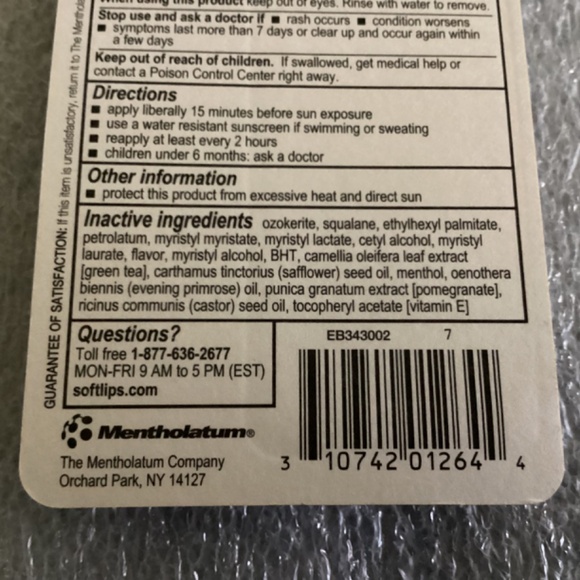 When using this product keep out of eyes. Rinse with water to remove.
Stop use and ask a doctor if ■ rash occurs ■ condition worsens
■ symptoms last more than 7 days or clear up and occur again within
a few days
Keep out of reach of children. If swallowed, get medical help or
contact a Poison Control Center right away.
Directions
■ apply liberally 15 minutes before sun exposure
■ use a water resistant sunscreen if swimming or sweating
■ reapply at least every 2 hours
■ children under 6 months: ask a doctor
Other information
■ protect this product from excessive heat and direct sun
Inactive ingredients ozokerite, squalane, ethylhexyl palmitate,
petrolatum, myristyl myristate, myristyl lactate, cetyl alcohol, myristyl
laurate, flavor, myristyl alcohol, BHT, camellia oleifera leaf extract
[green tea], carthamus tinctorius (safflower) seed oil, menthol, oenothera
biennis (evening primrose) oil, punica granatum extract [pomegranate],
ricinus communis (castor) seed oil, tocopheryl acetate [vitamin E]
Questions?
Toll free 1-877-636-2677
MON-FRI 9 AM to 5 PM (EST)
softlips.com
EB343002 7
Mentholatum®
The Mentholatum Company
Orchard Park, NY 14127
3 10742 01264 4
GUARANTEE OF SATISFACTION: If this item is unsatisfactory, return it to The